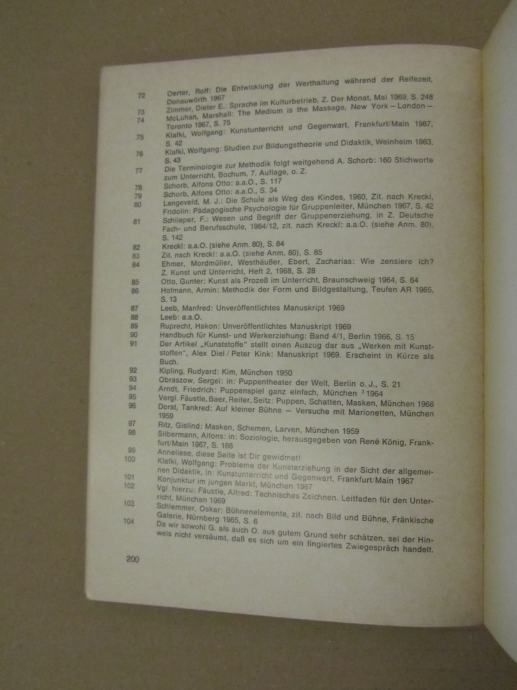 72 Oerter, Rolf: Die Entwicklung der Werthaltung während der Reifezeit,
Donauwörth 1967
73 Zimmer, Dieter E.: Sprache im Kulturbetrieb, Z. Der Monat, Mai 1969, S. 248
74 McLuhan, Marshall: The Medium is the Massage, New York – London –
Toronto 1967, S. 75
75 Klafki, Wolfgang: Kunstunterricht und Gegenwart, Frankfurt/Main 1967,
S. 42
76 Klafki, Wolfgang: Studien zur Bildungstheorie und Didaktik, Weinheim 1963,
S. 43
77 Die Terminologie zur Methodik folgt weitgehend A. Schorb: 160 Stichworte
zum Unterricht, Bochum, 7. Auflage, o. Z.
78 Schorb, Alfons Otto: a.a.O., S. 117
79 Schorb, Alfons Otto: a.a.O., S. 34
80 Langeveld, M. J.: Die Schule als Weg des Kindes, 1960, Zit. nach Kreckl,
Fridolin: Pädagogische Psychologie für Gruppenleiter, München 1967, S. 42
81 Schlieper, F.: Wesen und Begriff der Gruppenerziehung, in Z. Deutsche
Fach- und Berufsschule, 1964/12, zit. nach Kreckl: a.a.O. (siehe Anm. 80),
S. 142
82 Kreckl: a.a.O. (siehe Anm. 80), S. 84
83 Zit. nach Kreckl: a.a.O. (siehe Anm. 80), S. 85
84 Ehmer, Mordmüller, Westhäußer, Ebert, Zacharias: Wie zensiere ich?
Z. Kunst und Unterricht, Heft 2, 1968, S. 28
85 Otto, Gunter: Kunst als Prozeß im Unterricht, Braunschweig 1964, S. 64
86 Hofmann, Armin: Methodik der Form und Bildgestaltung, Teufen AR 1965,
S. 13
87 Leeb, Manfred: Unveröffentlichtes Manuskript 1969
88 Leeb: a.a.O.
89 Ruprecht, Hakon: Unveröffentlichtes Manuskript 1969
90 Handbuch für Kunst- und Werkerziehung: Band 4/1, Berlin 1966, S. 15
91 Der Artikel „Kunststoffe" stellt einen Auszug dar aus „Werken mit Kunst-
stoffen", Alex Diel / Peter Kink: Manuskript 1969. Erscheint in Kürze als
Buch.
92 Kipling, Rudyard: Kim, München 1950
93 Obraszow, Sergei: in: Puppentheater der Welt, Berlin o. J., S. 21
94 Arndt, Friedrich: Puppenspiel ganz einfach, München ² 1964
95 Vergl. Fäustle, Baer, Reiter, Seitz: Puppen, Schatten, Masken, München 1966
96 Dorst, Tankred: Auf kleiner Bühne – Versuche mit Marionetten, München
1959
97 Ritz, Gislind: Masken, Schemen, Larven, München 1959
98 Silbermann, Alfons: in: Soziologie, herausgegeben von René König, Frank-
furt/Main 1967, S. 166
99 Anneliese, diese Seite ist Dir gewidmet!
100 Klafki, Wolfgang: Probleme der Kunsterziehung in der Sicht der allgemei-
nen Didaktik, in: Kunstunterricht und Gegenwart, Frankfurt/Main 1967
101 Konjunktur im jungen Markt, München 1967
102 Vgl. hierzu: Fäustle, Alfred: Technisches Zeichnen. Leitfaden für den Unter-
richt, München 1969
103 Schlemmer, Oskar: Bühnenelemente, zit. nach Bild und Bühne, Fränkische
Galerie, Nürnberg 1965, S. 6
104 Da wir sowohl G. als auch O. aus gutem Grund sehr schätzen, sei der Hin-
weis nicht versäumt, daß es sich um ein fingiertes Zwiegespräch handelt.
200